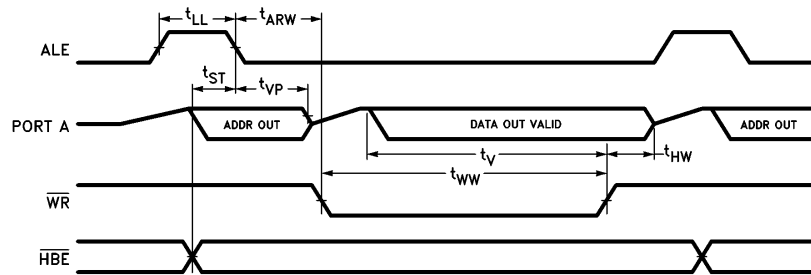 tLL tARW
ALE
tST tVP
PORT A ADDR OUT DATA OUT VALID ADDR OUT
tV tHW
tWW
WR
HBE